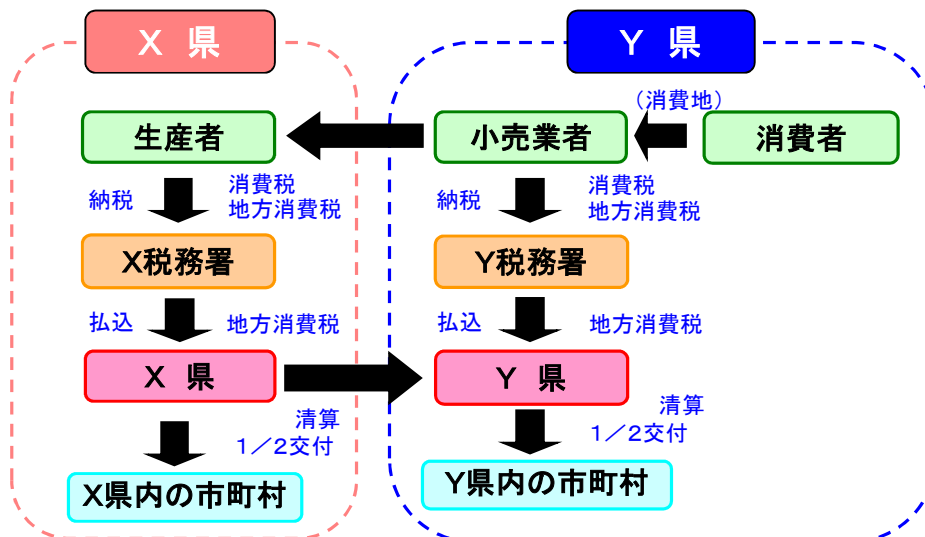 X 県
Y 県
（消費地）
生産者
小売業者
消費者
納税
消費税
地方消費税
納税
消費税
地方消費税
X税務署
Y税務署
払込
地方消費税
払込
地方消費税
X 県
Y 県
清算
1／2交付
清算
1／2交付
X県内の市町村
Y県内の市町村